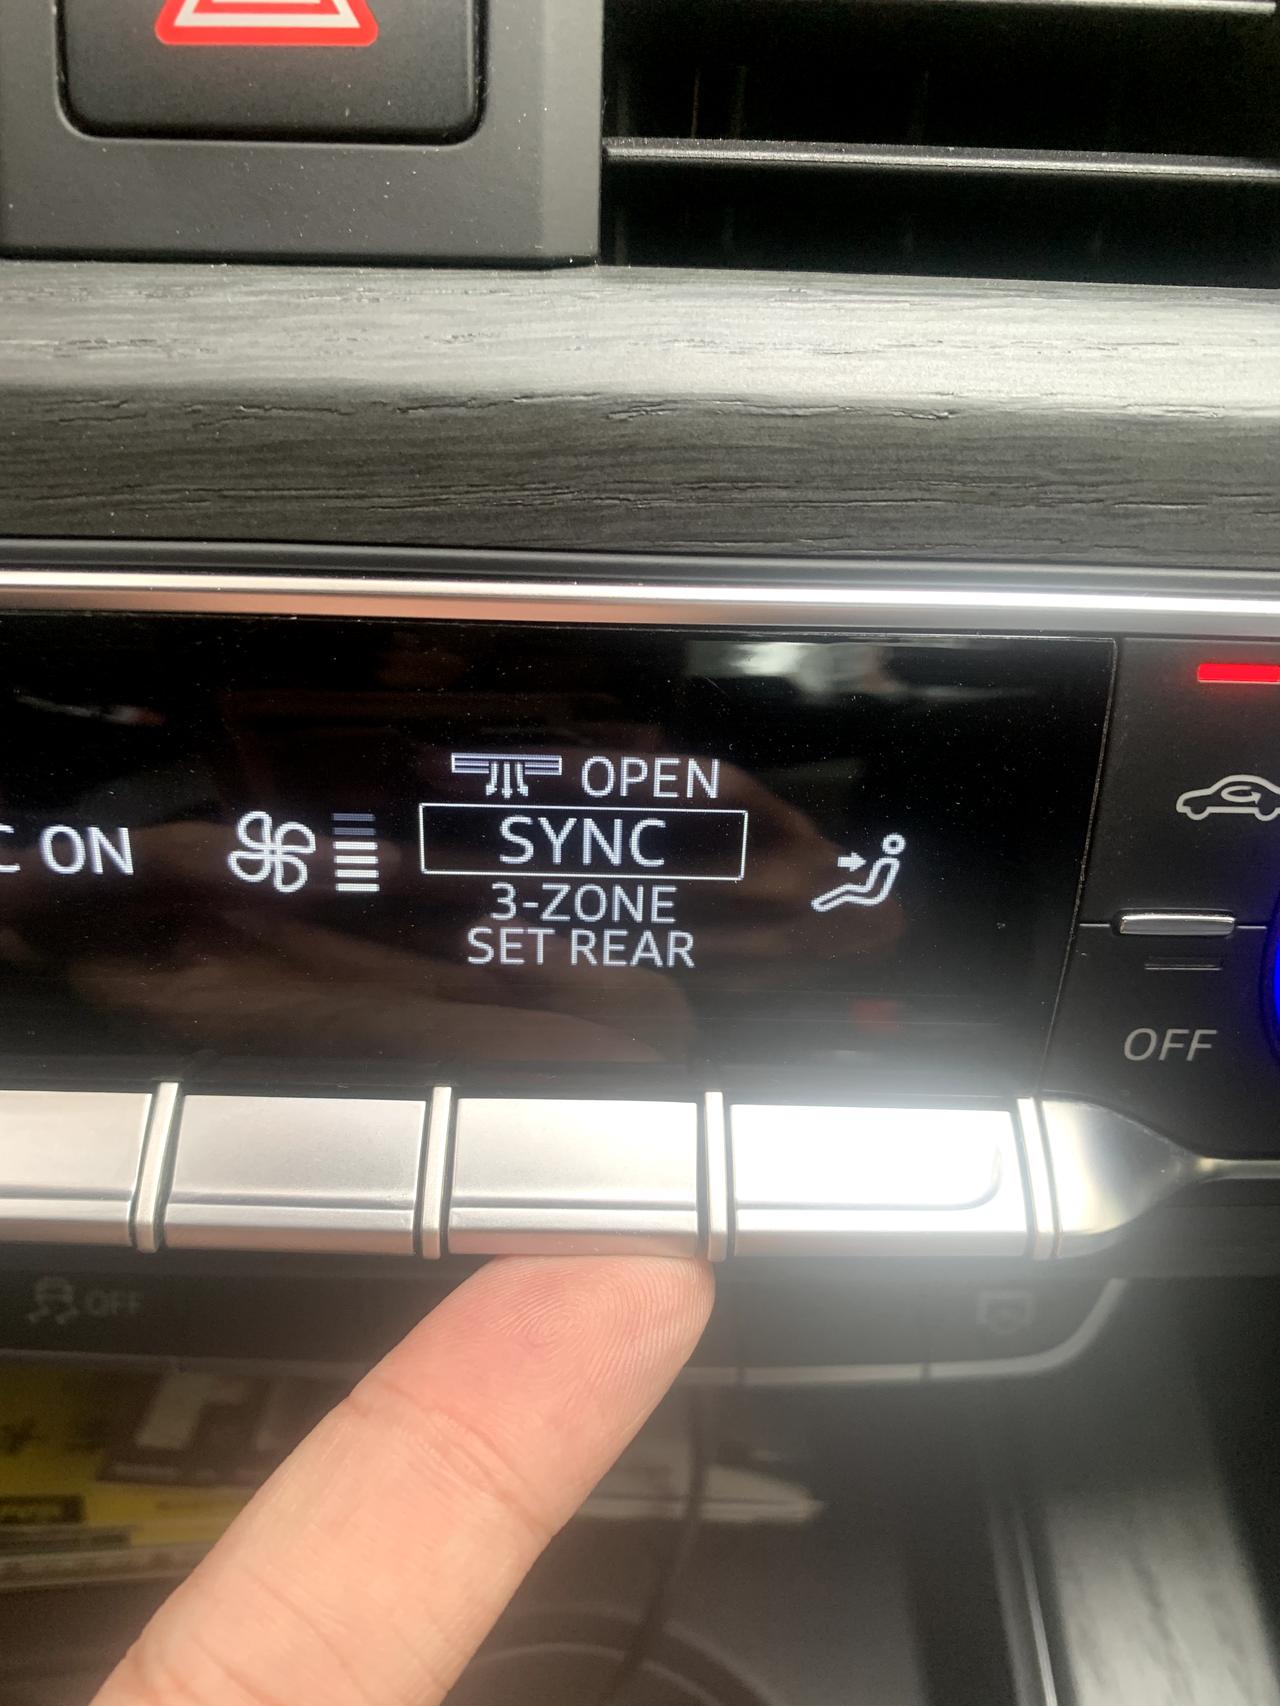 OPEN
C ON
SYNC
3-ZONE
SET REAR
OFF
OFF